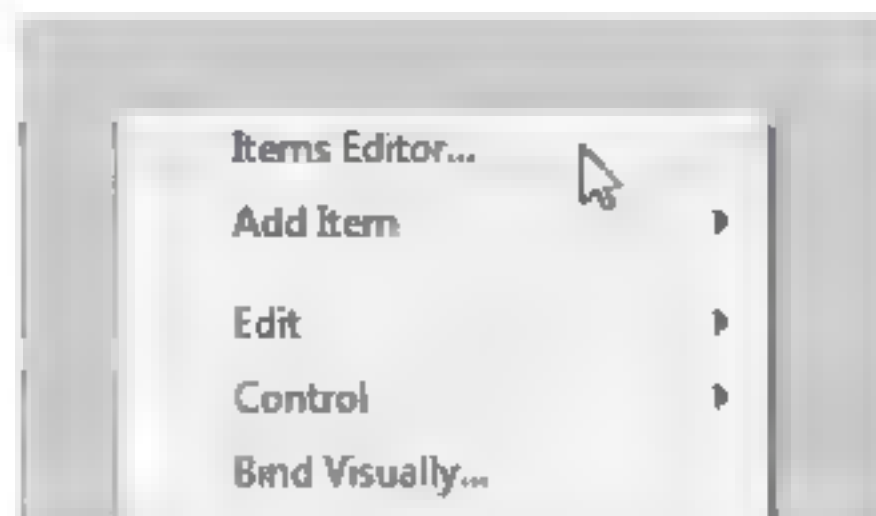 Items Editor...
Add Item
Edit
Control
Bind Visually...